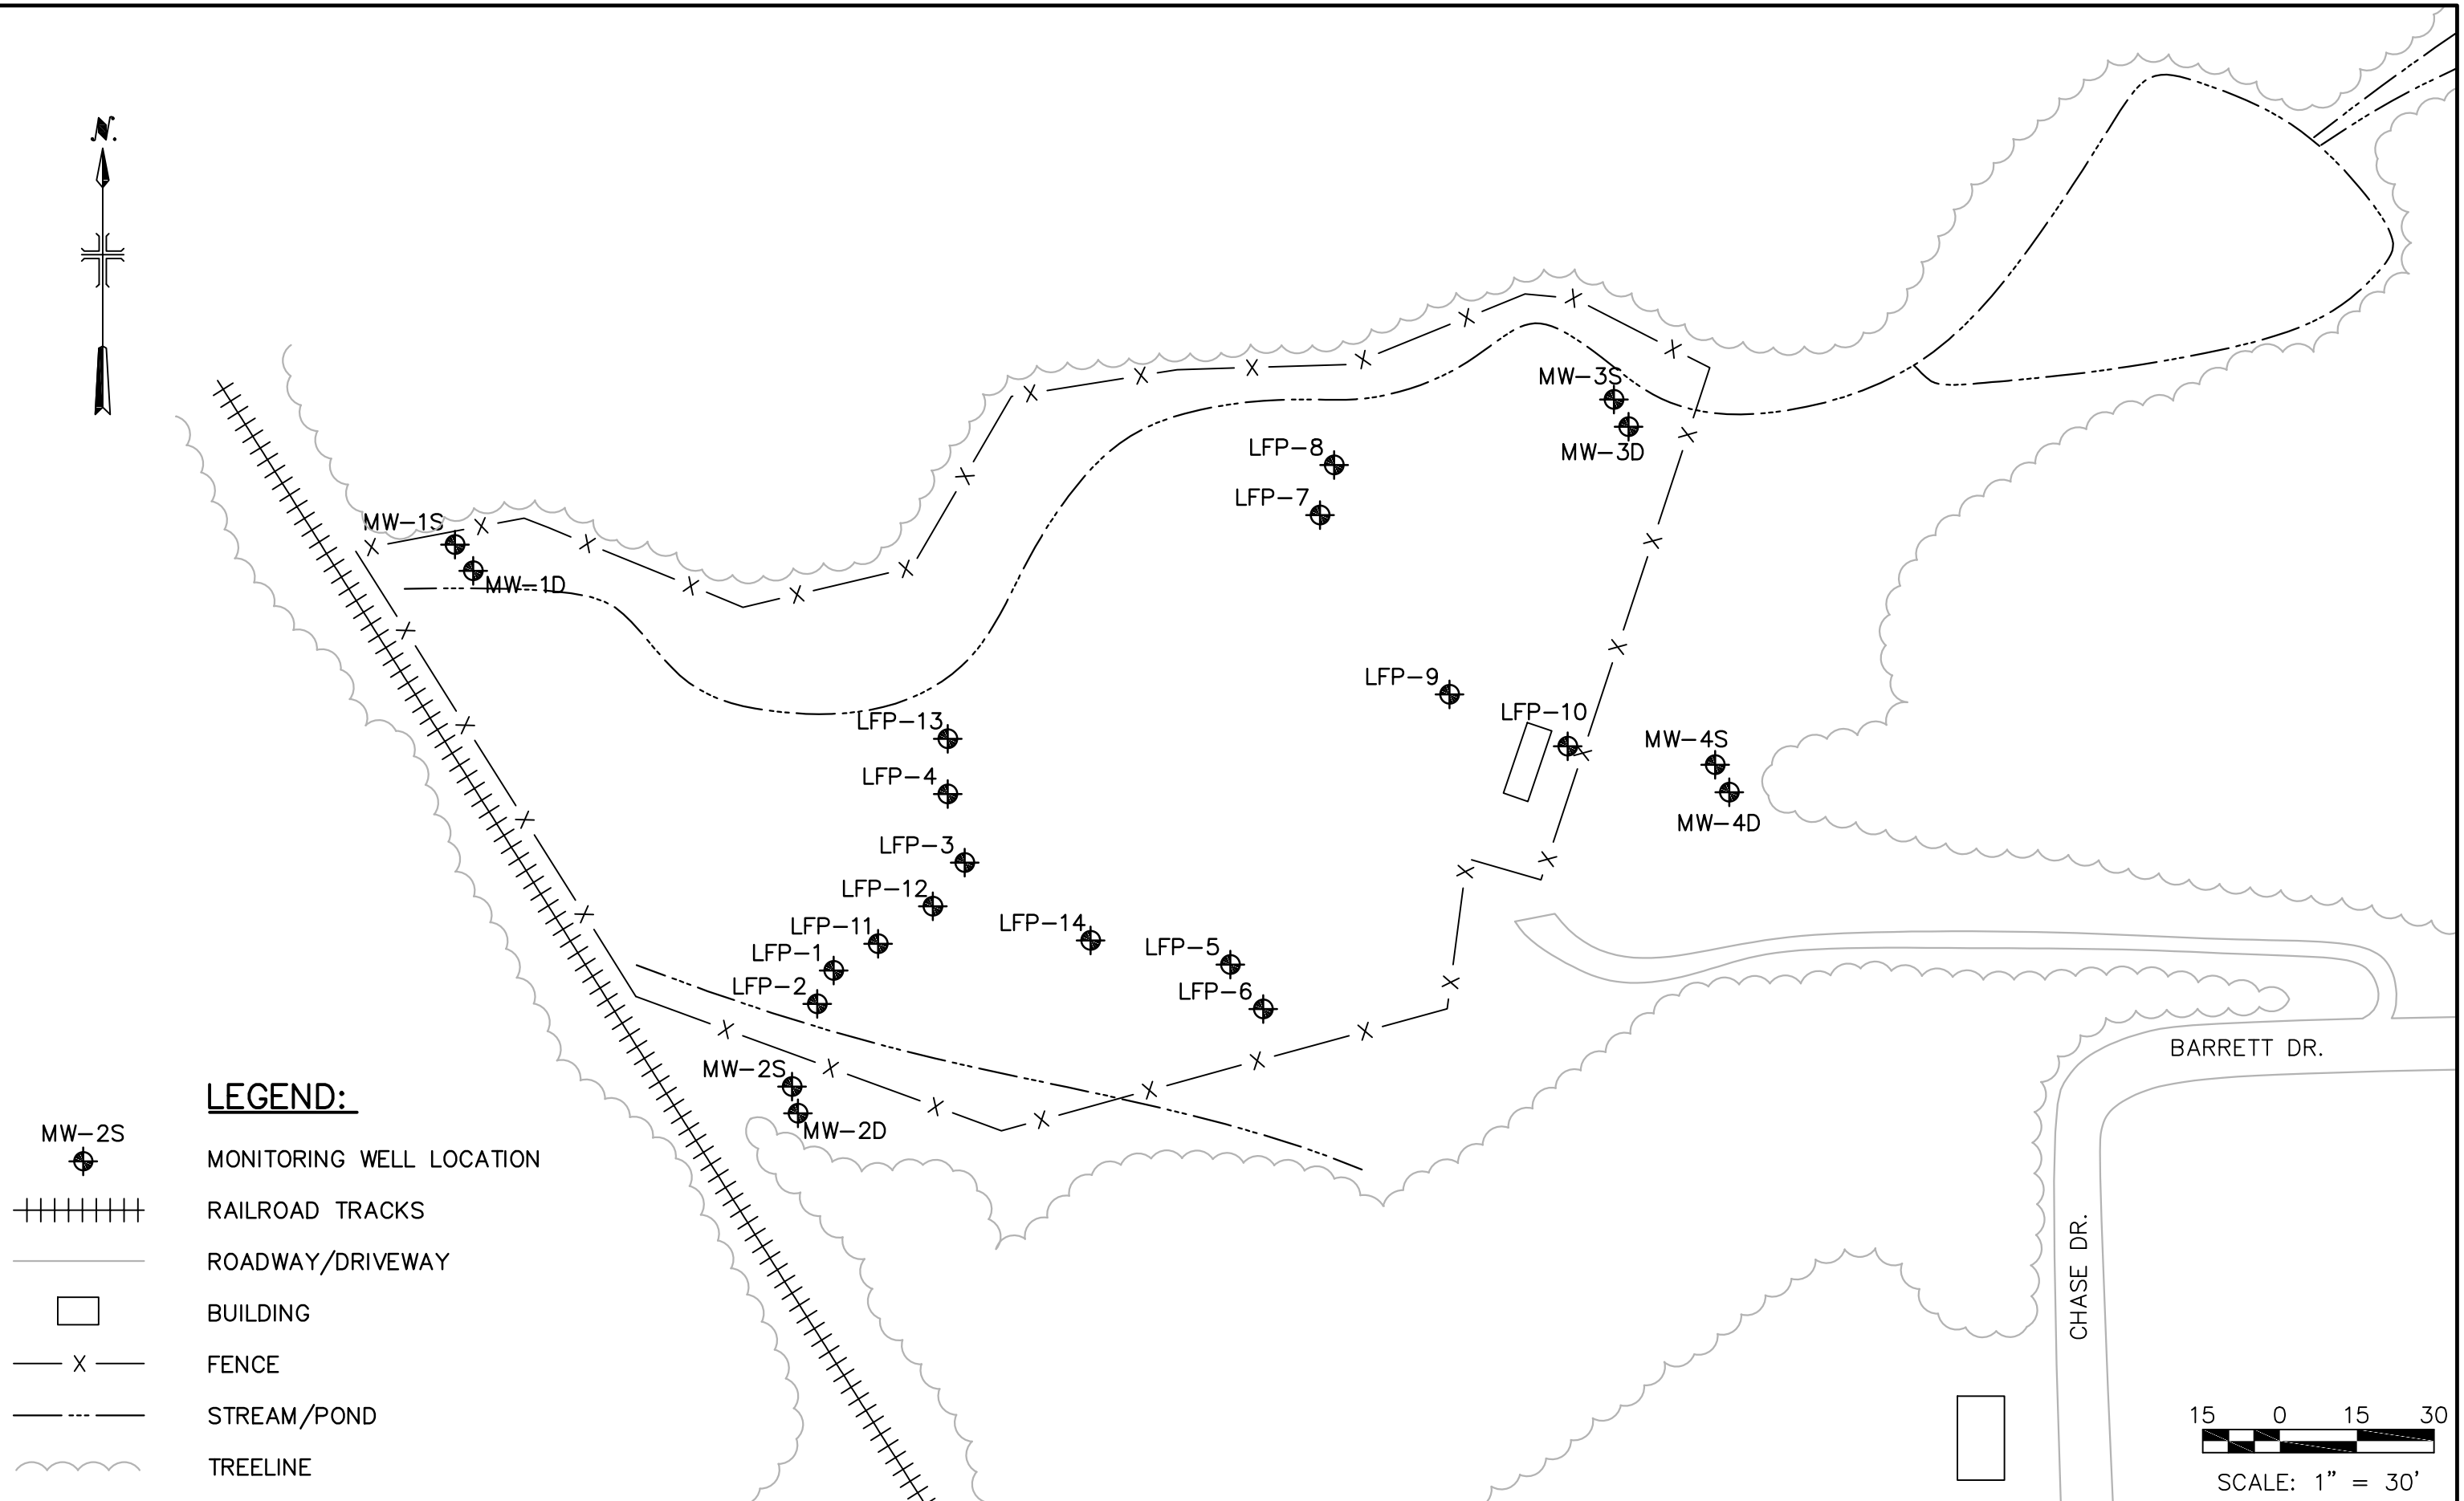 N.
MW-3S
MW-3D
LFP-8
LFP-7
MW-1S
MW-1D
LFP-9
LFP-10
LFP-13
MW-4S
LFP-4
MW-4D
LFP-3
LFP-12
LFP-11
LFP-14
LFP-1
LFP-5
LFP-2
LFP-6
MW-2S
MW-2D
BARRETT DR.
CHASE DR.
LEGEND:
MW-2S
MONITORING WELL LOCATION
RAILROAD TRACKS
ROADWAY/DRIVEWAY
BUILDING
X FENCE
STREAM/POND
TREELINE
15 0 15 30
SCALE: 1" = 30'